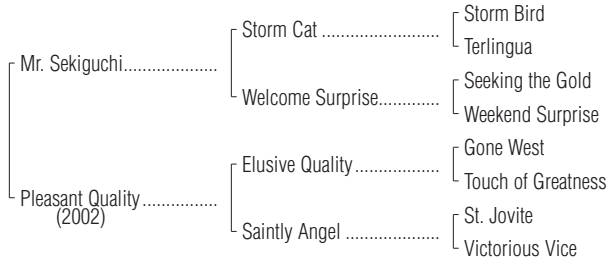 Storm Bird
Storm Cat ........................
Terlingua
Mr. Sekiguchi...................
Seeking the Gold
Welcome Surprise............
Weekend Surprise
Gone West
Elusive Quality .................
Touch of Greatness
Pleasant Quality ...............
(2002)
St. Jovite
Saintly Angel ...................
Victorious Vice